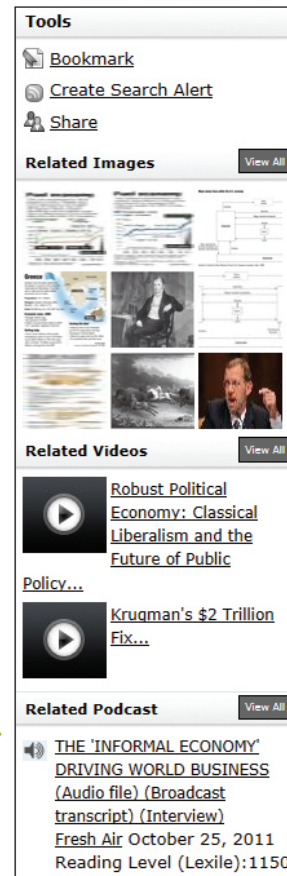 Tools
Bookmark
Create Search Alert
Share
Related Images View All
Greece
Related Videos View All
Robust Political
Economy: Classical
Liberalism and the
Future of Public
Policy...
Krugman's $2 Trillion
Fix...
Related Podcast View All
THE 'INFORMAL ECONOMY'
DRIVING WORLD BUSINESS
(Audio file) (Broadcast
transcript) (Interview)
Fresh Air October 25, 2011
Reading Level (Lexile):1150